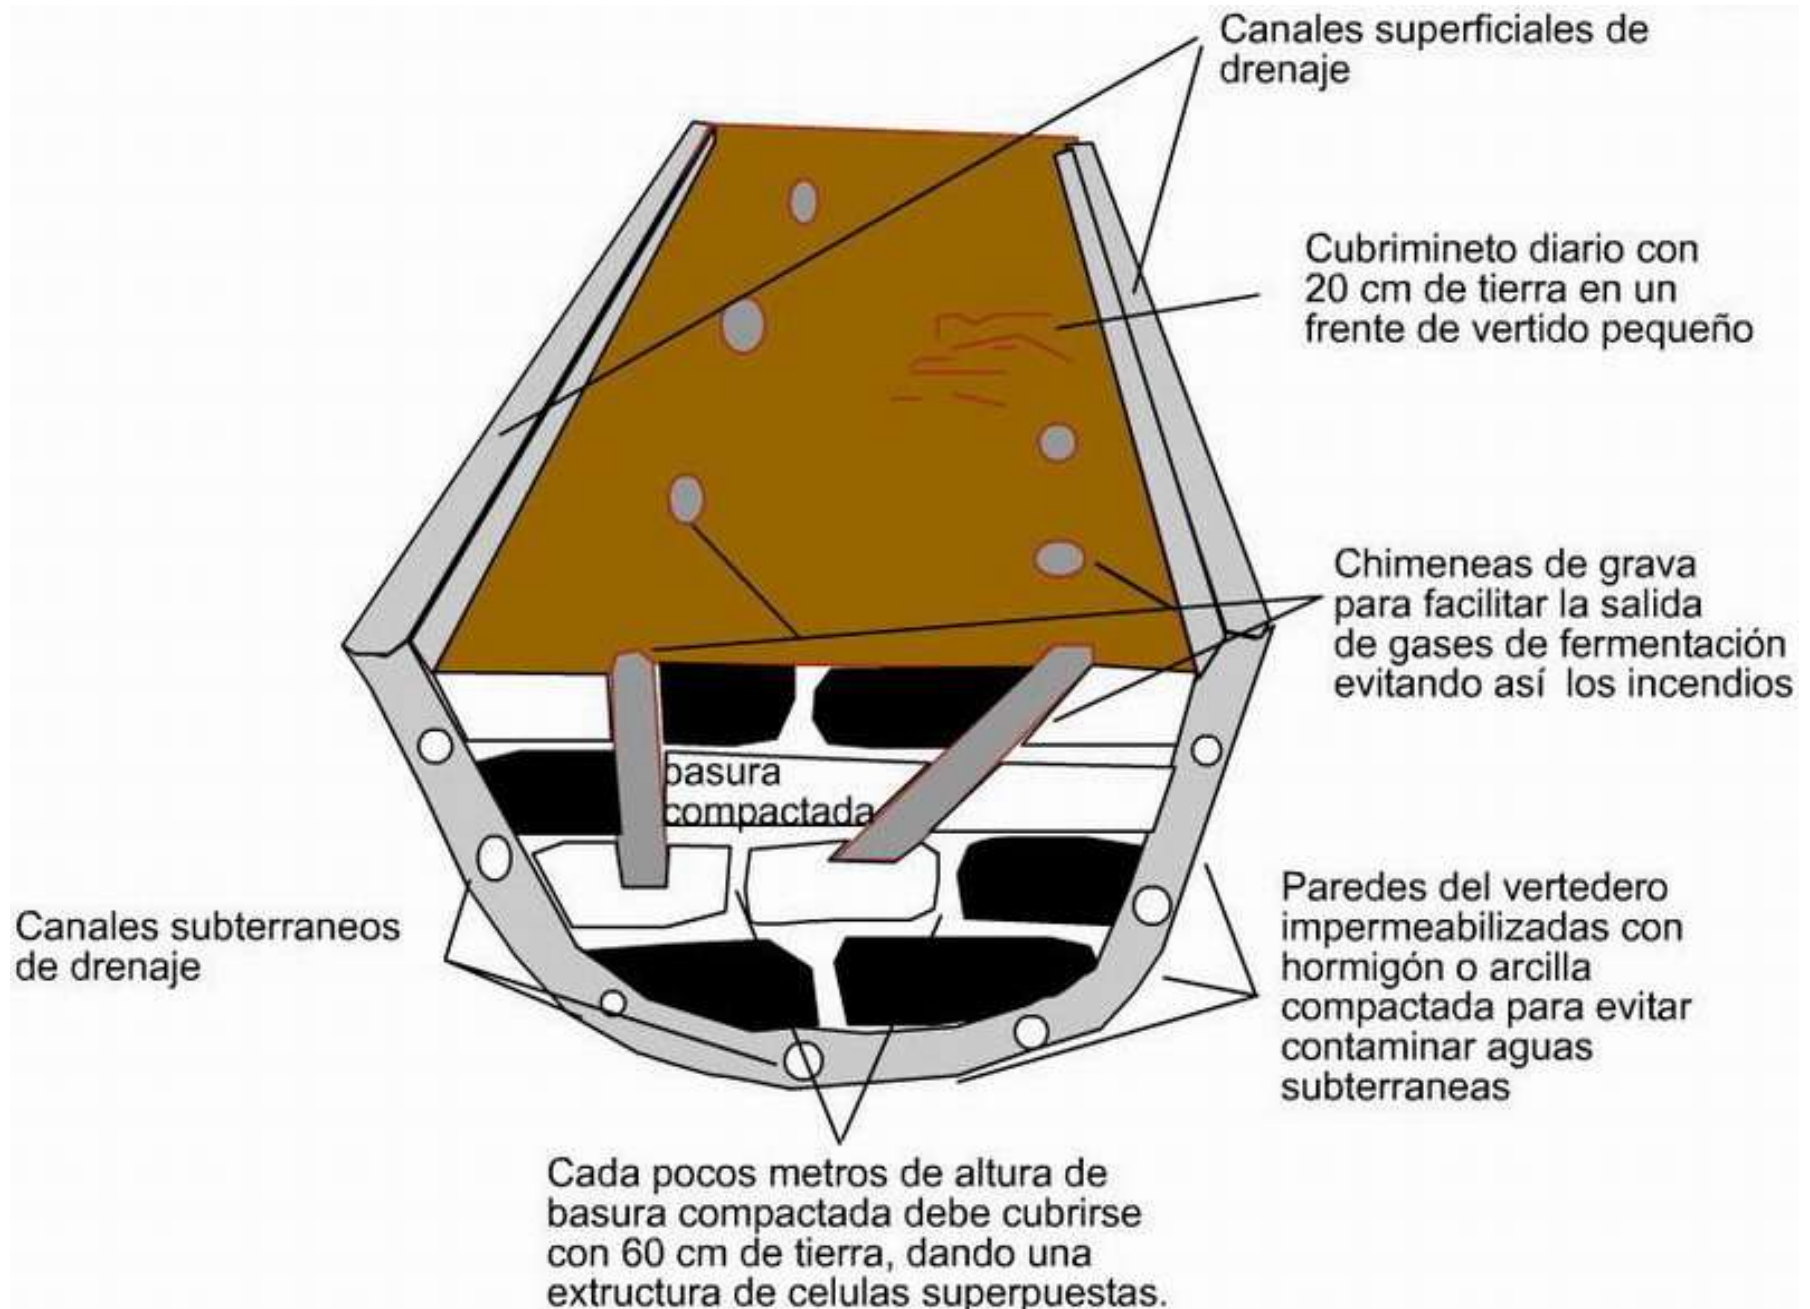 Canales superficiales de
drenaje
Cubrimineto diario con
20 cm de tierra en un
frente de vertido pequeño
Chimeneas de grava
para facilitar la salida
de gases de fermentación
evitando así los incendios
basura
compactada
Canales subterraneos
de drenaje
Paredes del vertedero
impermeabilizadas con
hormigón o arcilla
compactada para evitar
contaminar aguas
subterraneas
Cada pocos metros de altura de
basura compactada debe cubrirse
con 60 cm de tierra, dando una
extructura de celulas superpuestas.